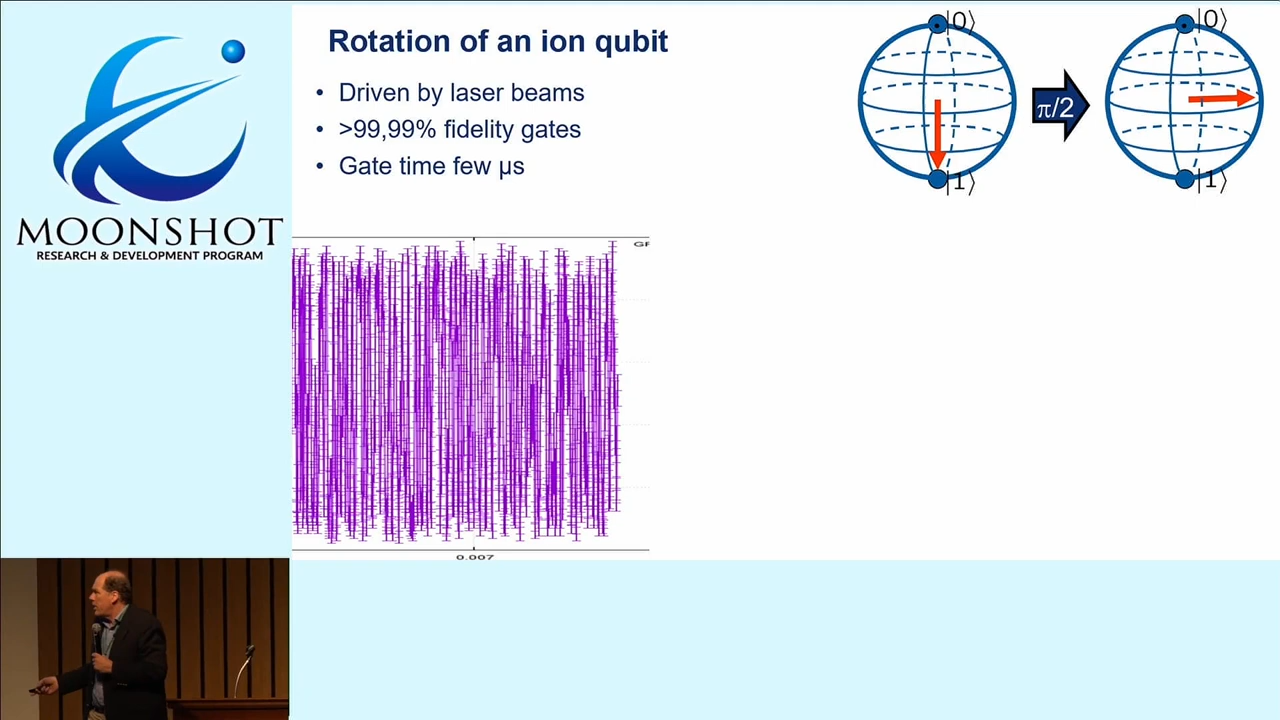 MOONSHOT
RESEARCH & DEVELOPMENT PROGRAM
Rotation of an ion qubit
• Driven by laser beams
• >99,99% fidelity gates
• Gate time few µs
|0⟩
|1⟩
π/2
|0⟩
|1⟩
0.007